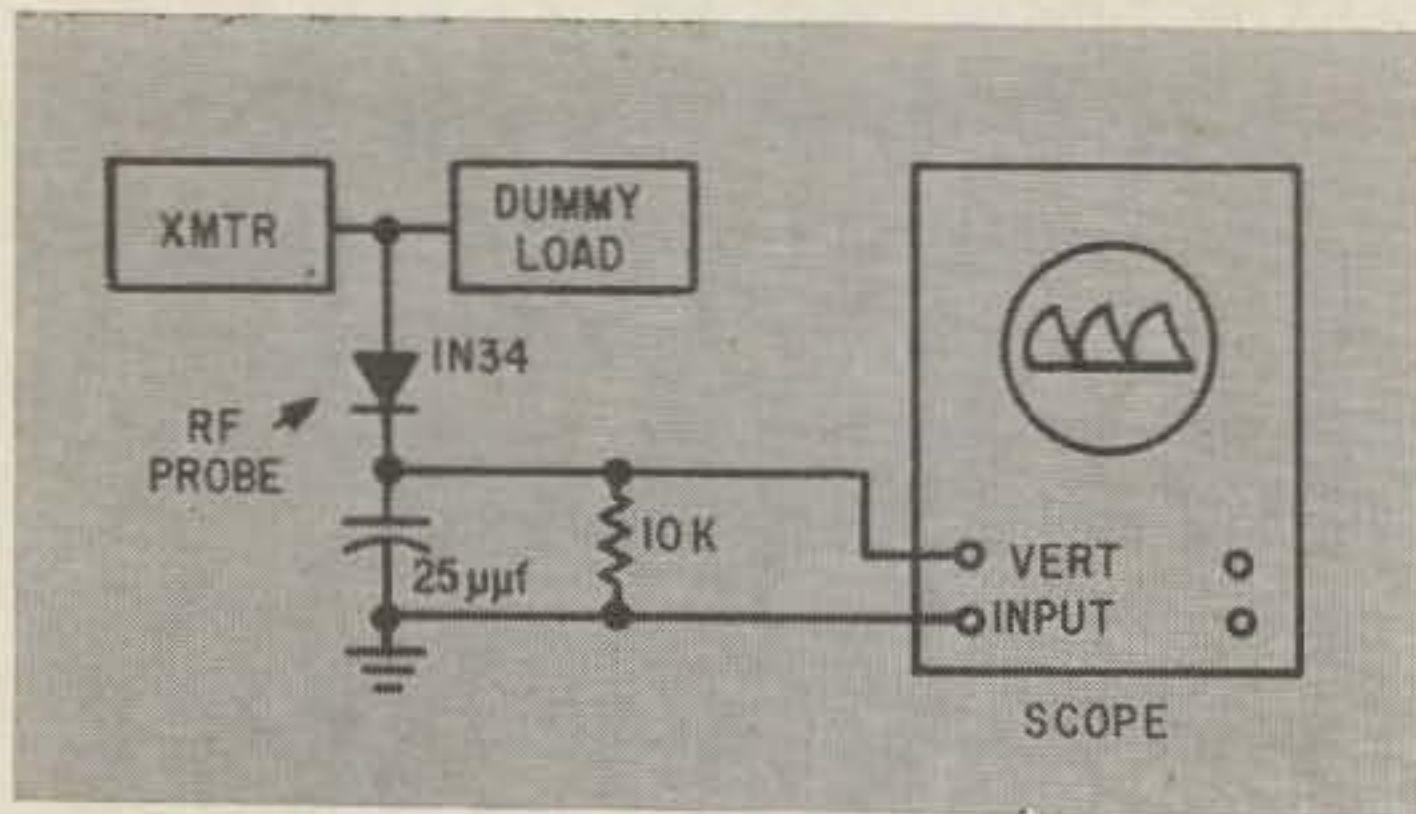 XMTR
DUMMY
LOAD
IN34
RF
PROBE
10K
25µµf
VERT
INPUT
SCOPE